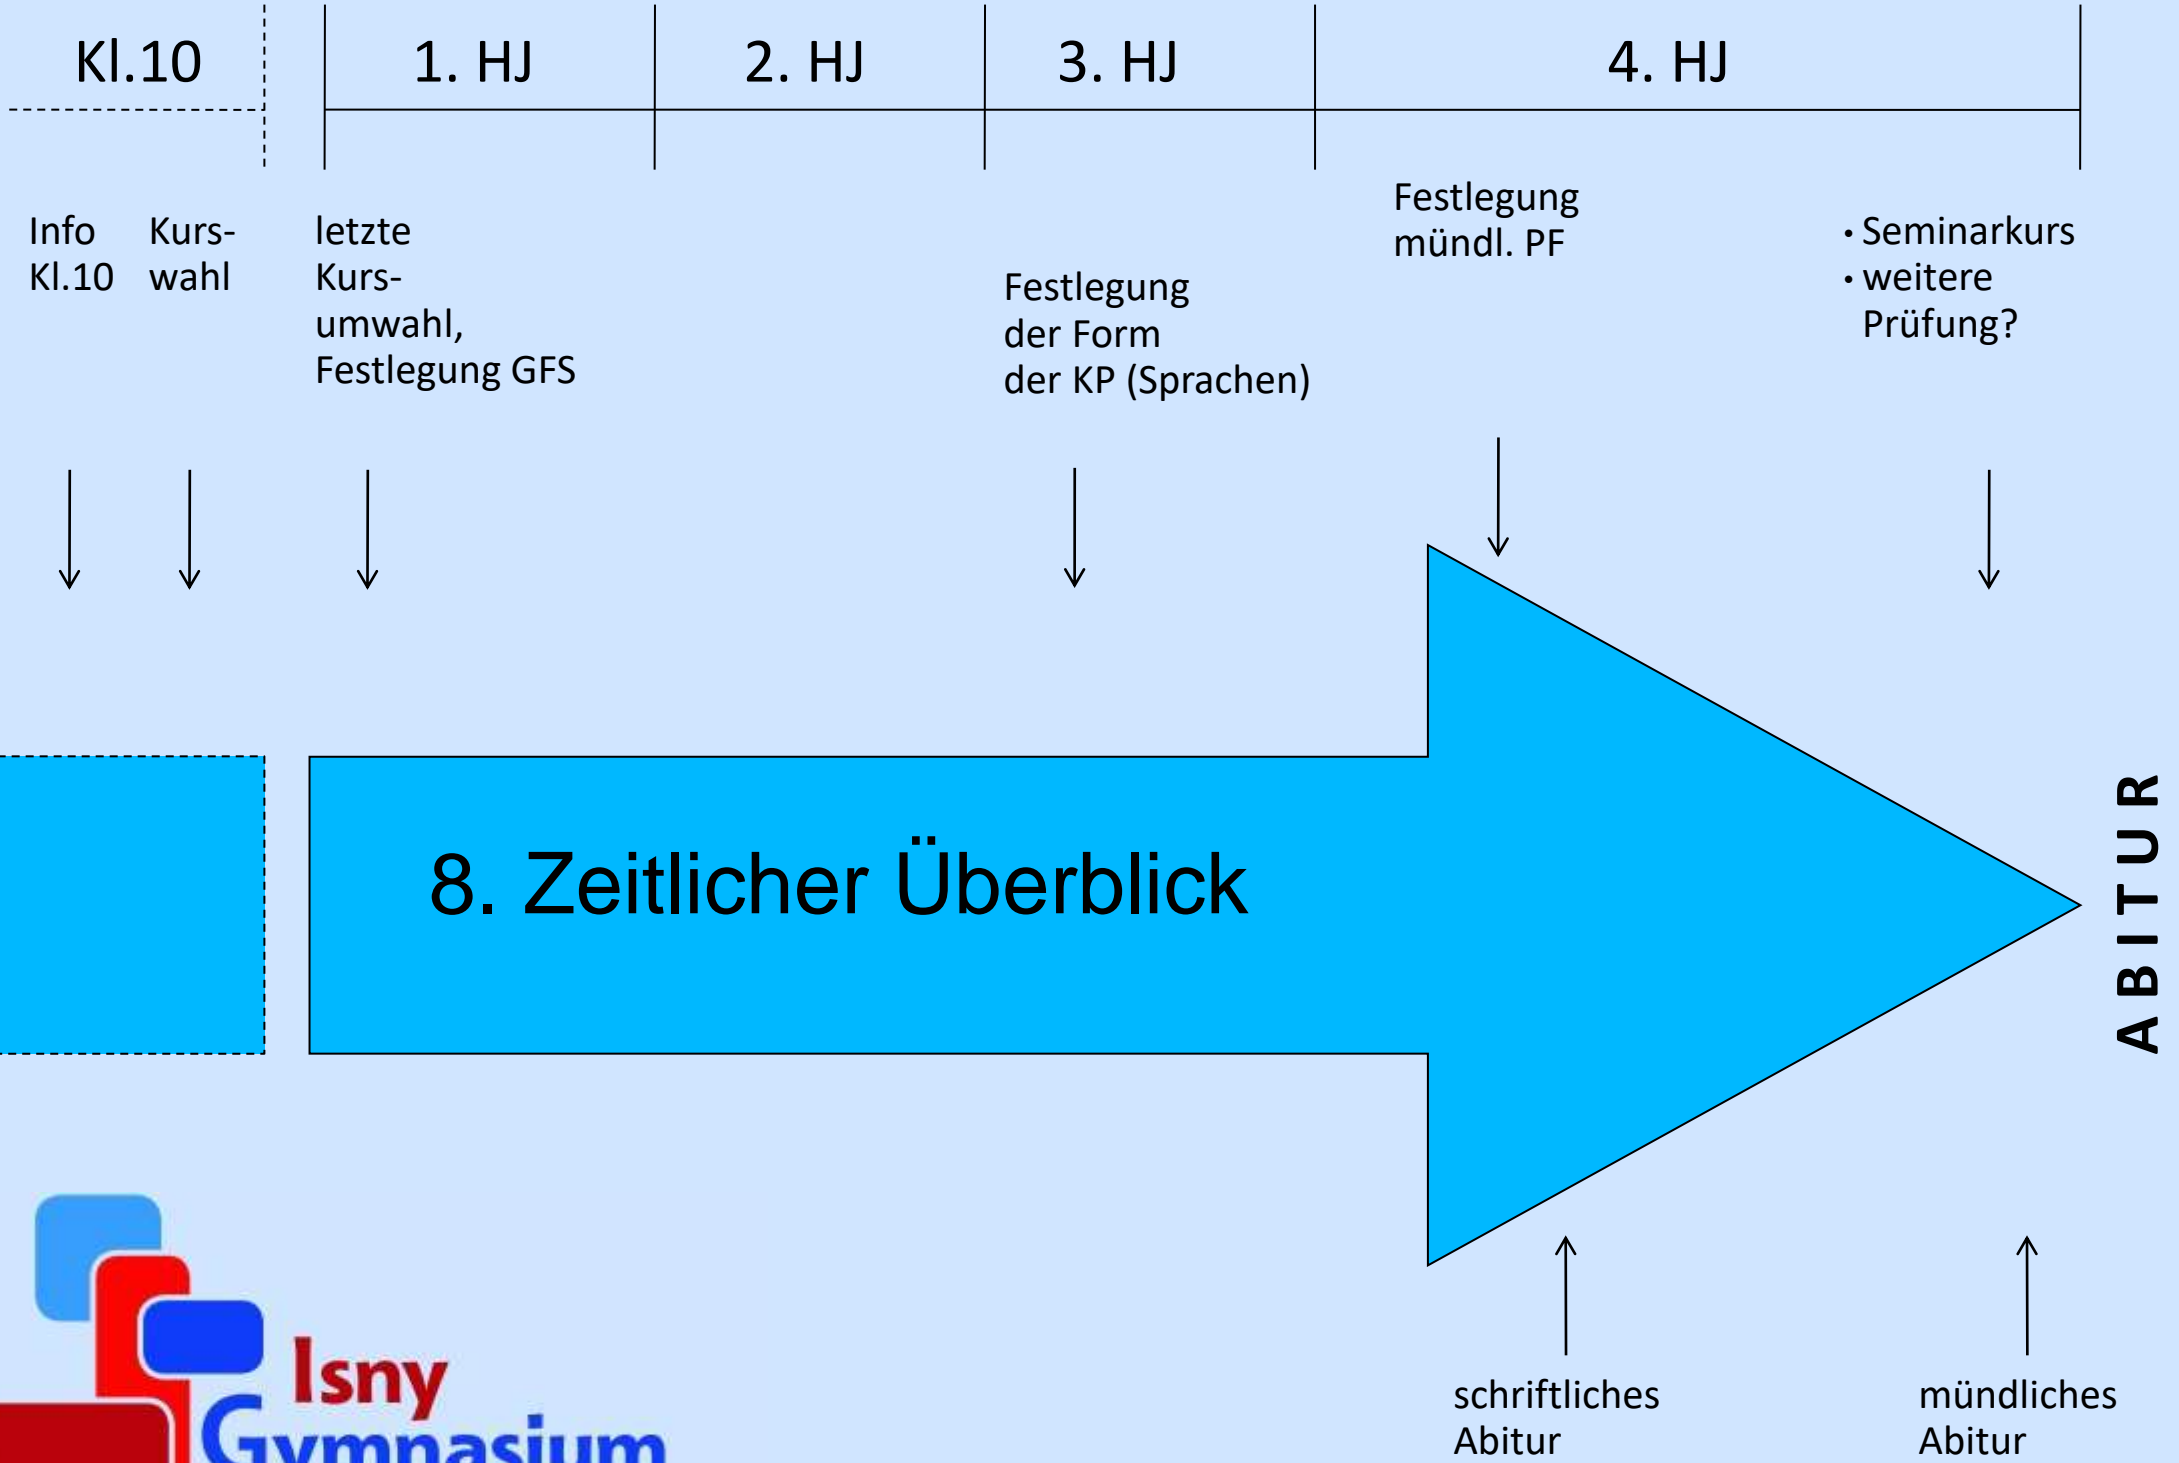 Kl.10
1. HJ
2. HJ
3. HJ
4. HJ
Info
Kl.10
Kurs-
wahl
letzte
Kurs-
umwahl,
Festlegung GFS
Festlegung
der Form
der KP (Sprachen)
Festlegung
mündl. PF
• Seminarkurs
• weitere
Prüfung?
8. Zeitlicher Überblick
ABITUR
schriftliches
Abitur
mündliches
Abitur
Isny
Gymnasium